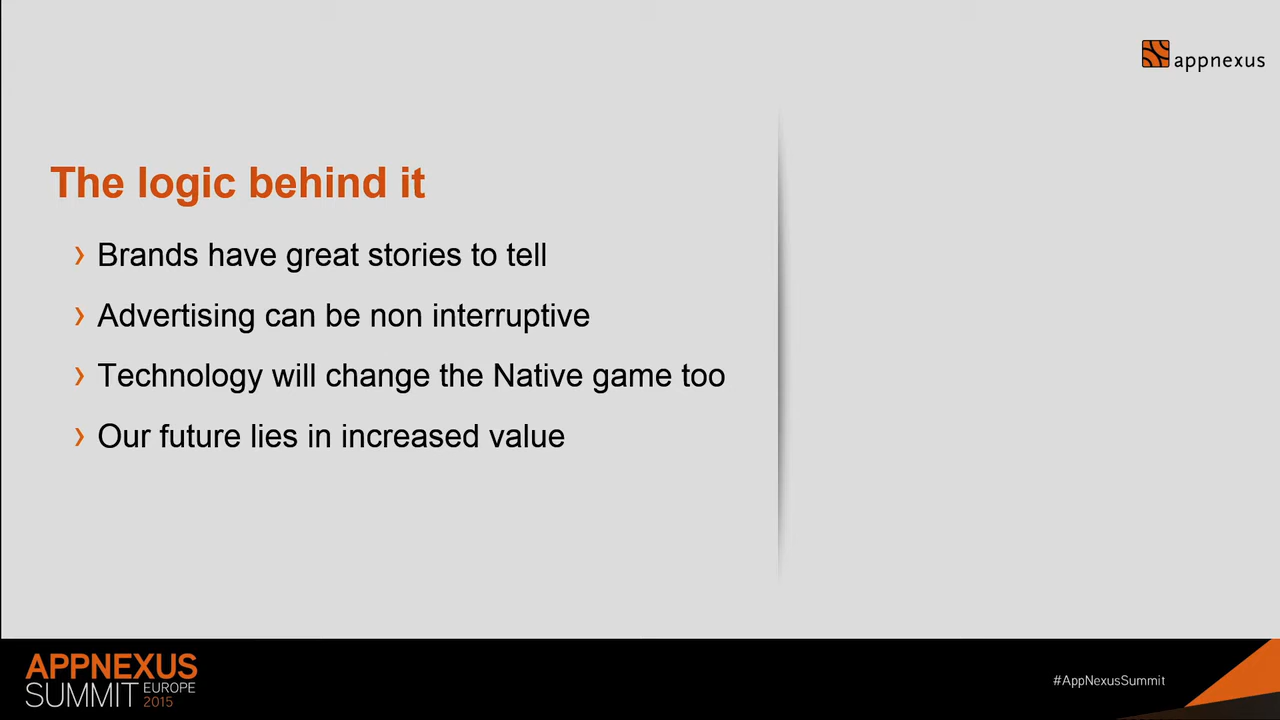 appnexus
The logic behind it
› Brands have great stories to tell
› Advertising can be non interruptive
› Technology will change the Native game too
› Our future lies in increased value
APPNEXUS
SUMMIT EUROPE 2015
#AppNexusSummit